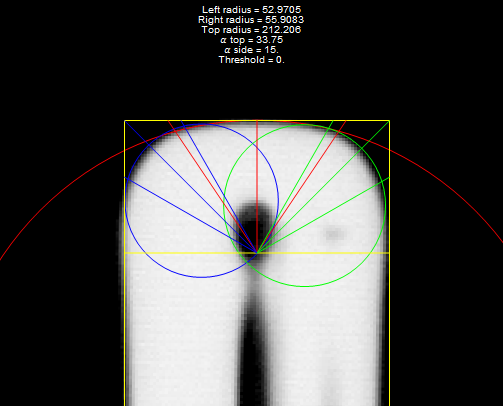 Left radius = 52.9705
Right radius = 55.9083
Top radius = 212.206
α top = 33.75
α side = 15.
Threshold = 0.